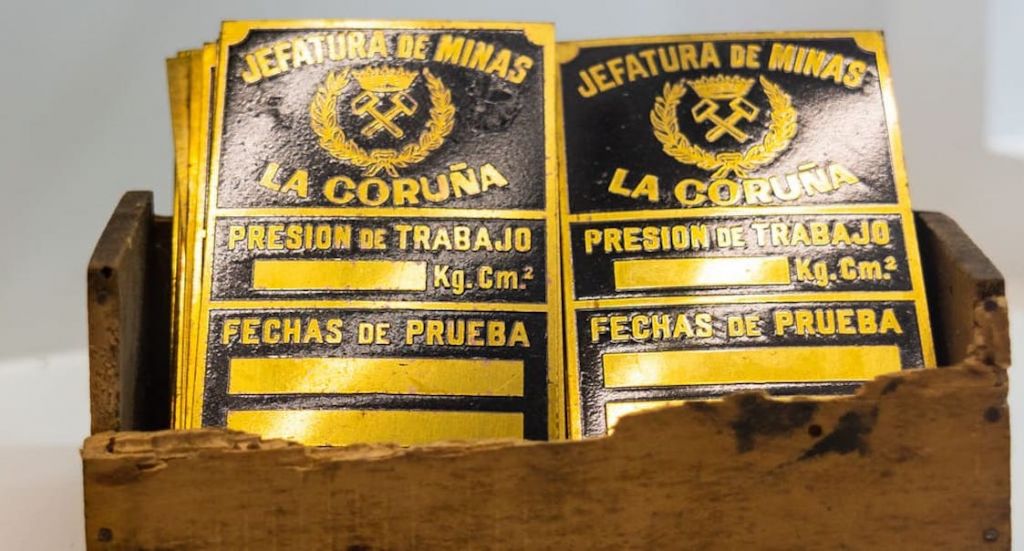 JEFATURA DE MINAS
LA CORUÑA
PRESION DE TRABAJO
Kg. Cm.²
FECHAS DE PRUEBA
JEFATURA DE MINAS
LA CORUÑA
PRESION DE TRABAJO
Kg. Cm.²
FECHAS DE PRUEBA